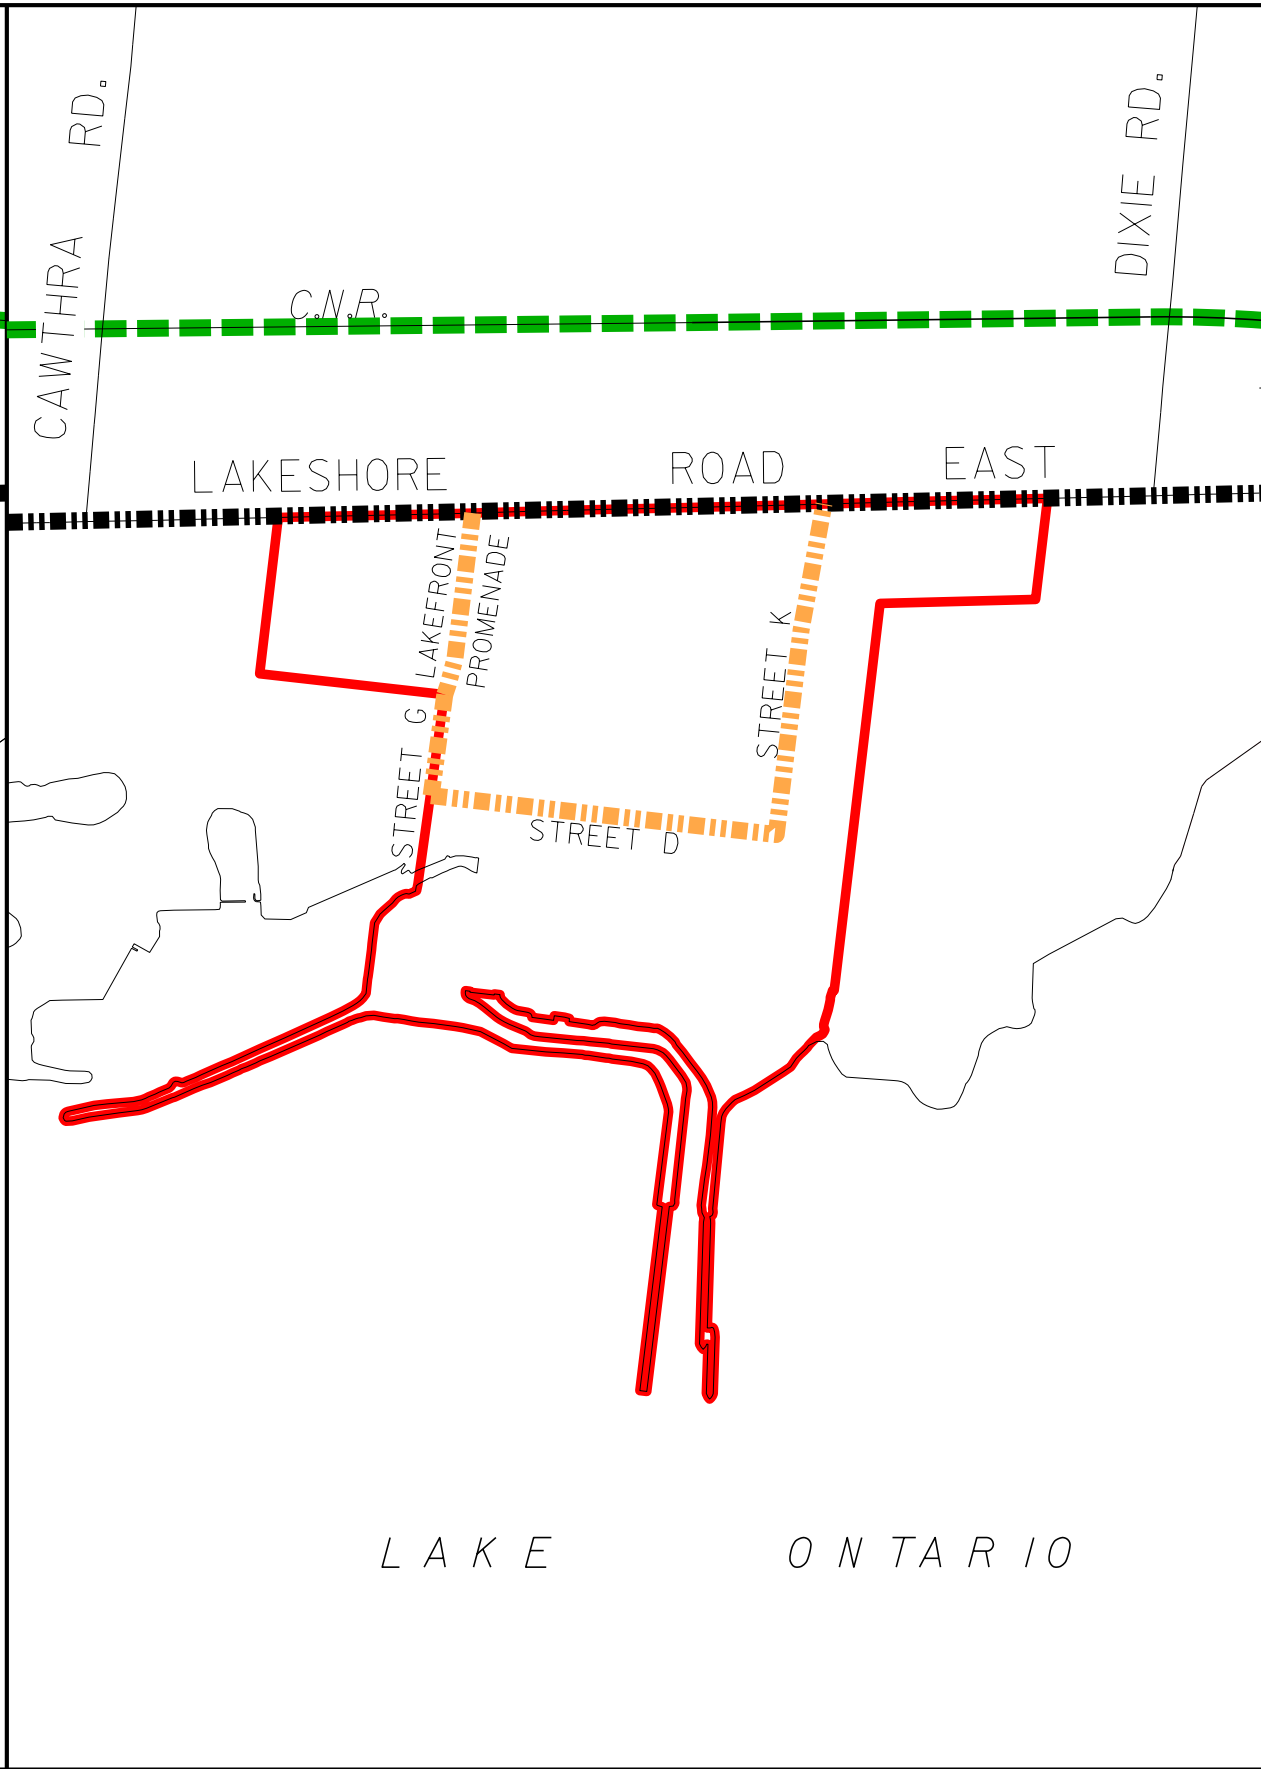 CAWTHRA RD.
DIXIE RD.
C.N.R.
LAKESHORE ROAD EAST
LAKEFRONT
PROMENADE
STREET K
STREET G
STREET D
LAKE ONTARIO